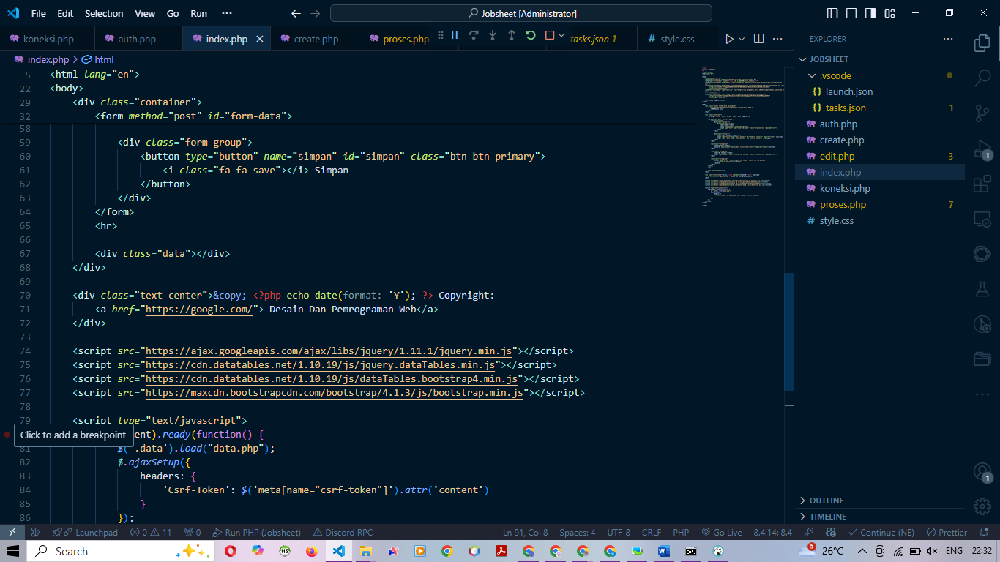 File Edit Selection View Go Run ···
Jobsheet [Administrator]
koneksi.php auth.php index.php create.php proses.php tasks.json 1 style.css
index.php > html
5 <html lang="en">
22 <body>
29 <div class="container">
32 <form method="post" id="form-data">
58
59 <div class="form-group">
60 <button type="button" name="simpan" id="simpan" class="btn btn-primary">
61 <i class="fa fa-save"></i> Simpan
62 </button>
63 </div>
64 </form>
65 <hr>
66
67 <div class="data"></div>
68 </div>
69
70 <div class="text-center">&copy; <?php echo date(format: 'Y'); ?> Copyright:
71 <a href="https://google.com/"> Desain Dan Pemrograman Web</a>
72 </div>
73
74 <script src="https://ajax.googleapis.com/ajax/libs/jquery/1.11.1/jquery.min.js"></script>
75 <script src="https://cdn.datatables.net/1.10.19/js/jquery.dataTables.min.js"></script>
76 <script src="https://cdn.datatables.net/1.10.19/js/dataTables.bootstrap4.min.js"></script>
77 <script src="https://maxcdn.bootstrapcdn.com/bootstrap/4.1.3/js/bootstrap.min.js"></script>
78
79 <script type="text/javascript">
Click to add a breakpoint
ent).ready(function() {
81 $('.data').load("data.php");
82 $.ajaxSetup({
83 headers: {
84 'Csrf-Token': $('meta[name="csrf-token"]').attr('content')
85 }
86 });
EXPLORER ···
JOBSHEET
.vscode
launch.json
tasks.json 1
auth.php
create.php
edit.php 3
index.php
koneksi.php
proses.php 7
style.css
OUTLINE
TIMELINE
1
1
Launchpad 0 11 0 Run PHP (Jobsheet) Discord RPC Ln 91, Col 8 Spaces: 4 UTF-8 CRLF PHP Go Live 8.4.14: 8.4 Continue (NE) Prettier
Search 5 26°C ENG 22:32